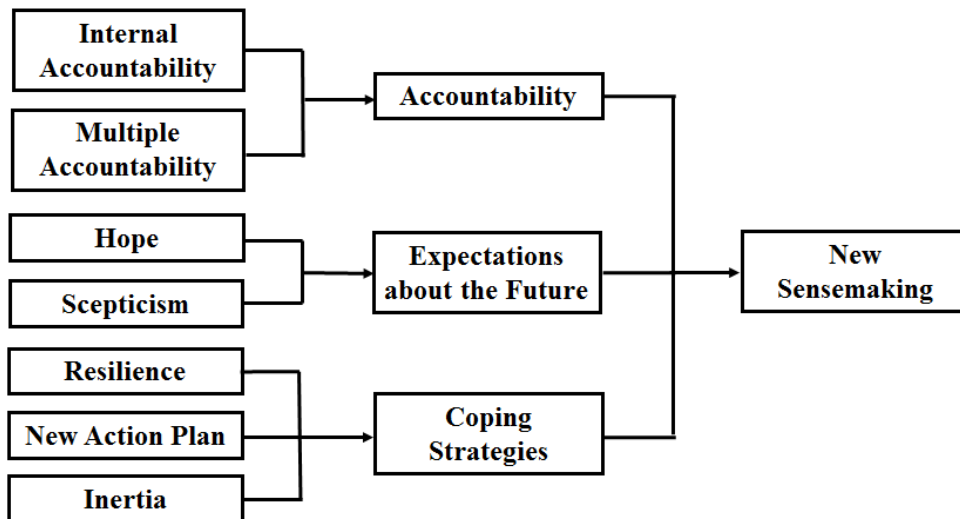 Internal
Accountability
Multiple
Accountability
Accountability
Hope
Scepticism
Expectations
about the Future
New
Sensemaking
Resilience
New Action Plan
Inertia
Coping
Strategies